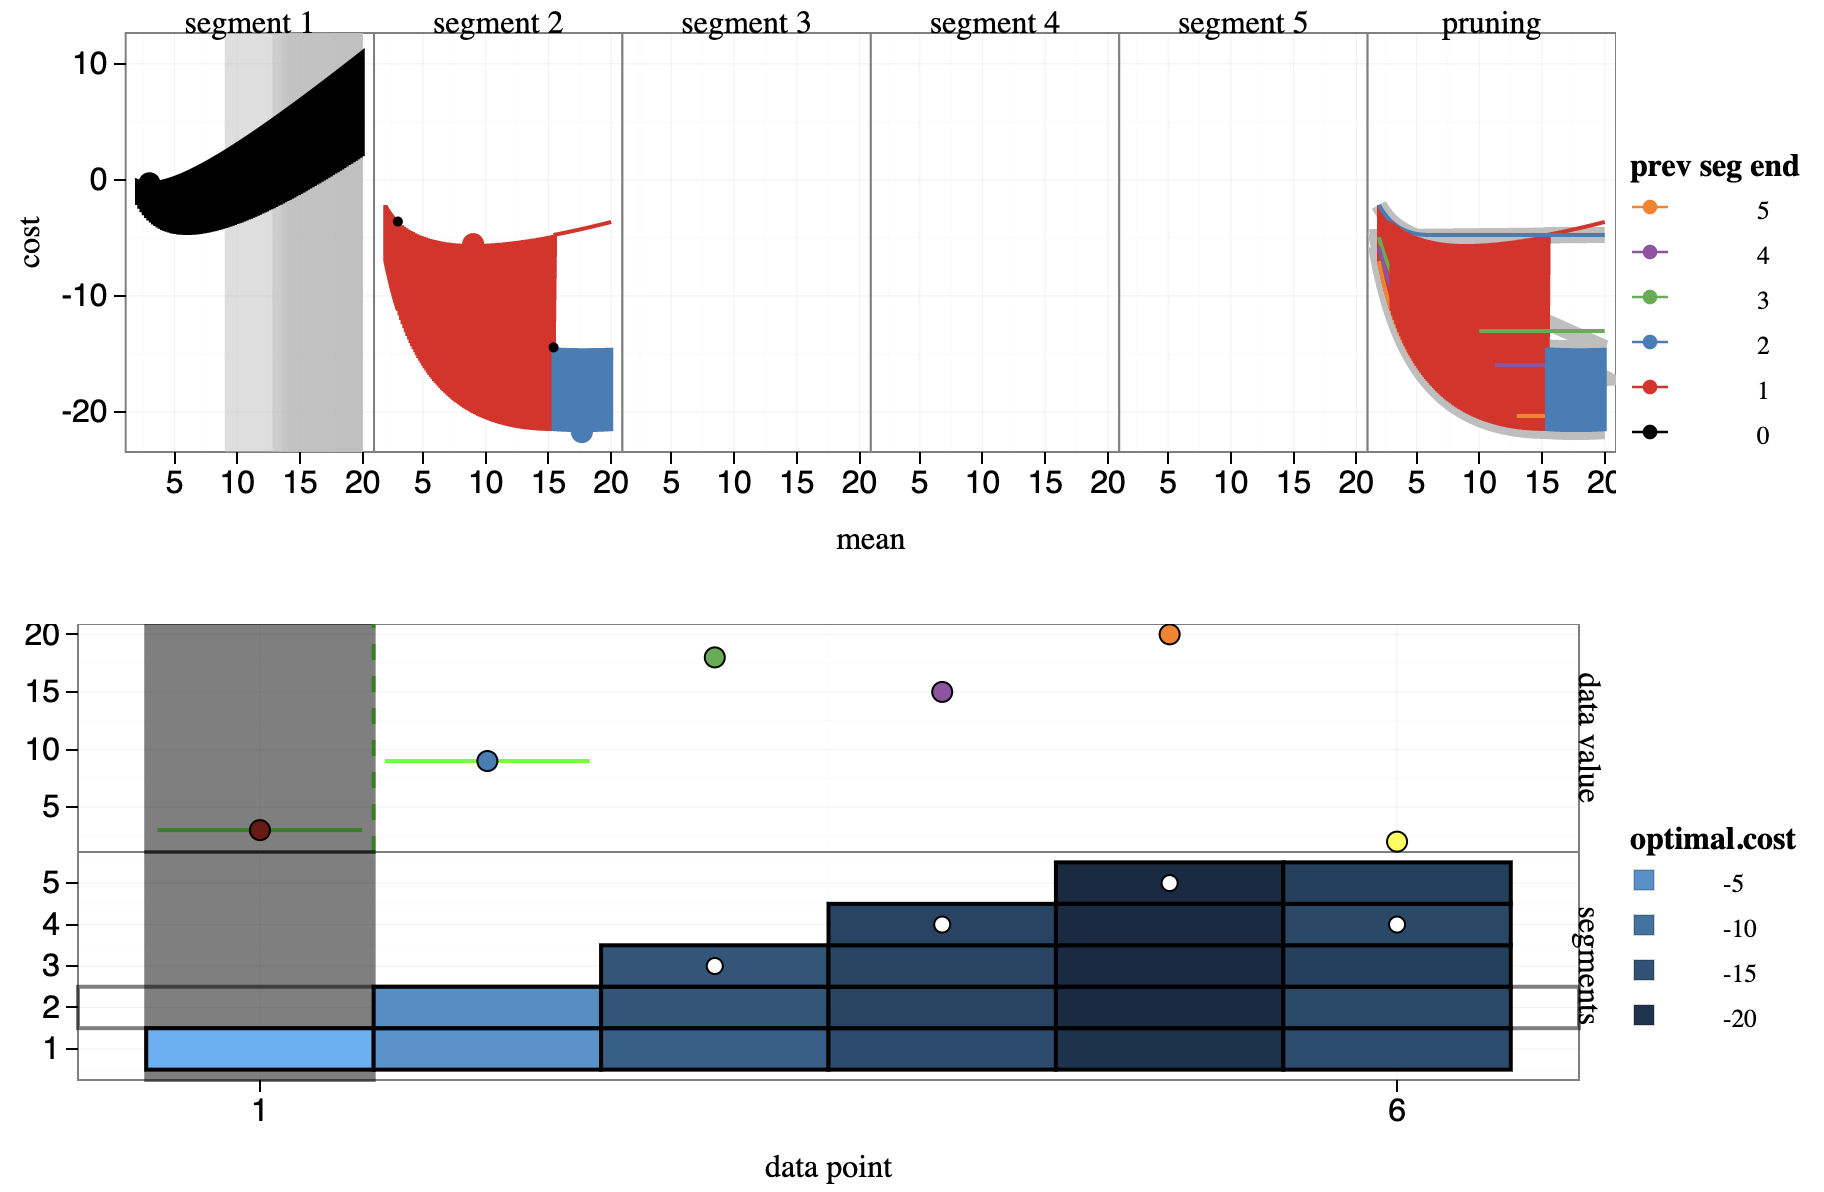 segment 1 segment 2 segment 3 segment 4 segment 5 pruning
10
0
-10
-20
cost
5 10 15 20 5 10 15 20 5 10 15 20 5 10 15 20 5 10 15 20 5 10 15 20
mean
prev seg end
5
4
3
2
1
0
20
15
10
5
data value
5
4
3
2
1
segments
1 6
data point
optimal.cost
-5
-10
-15
-20